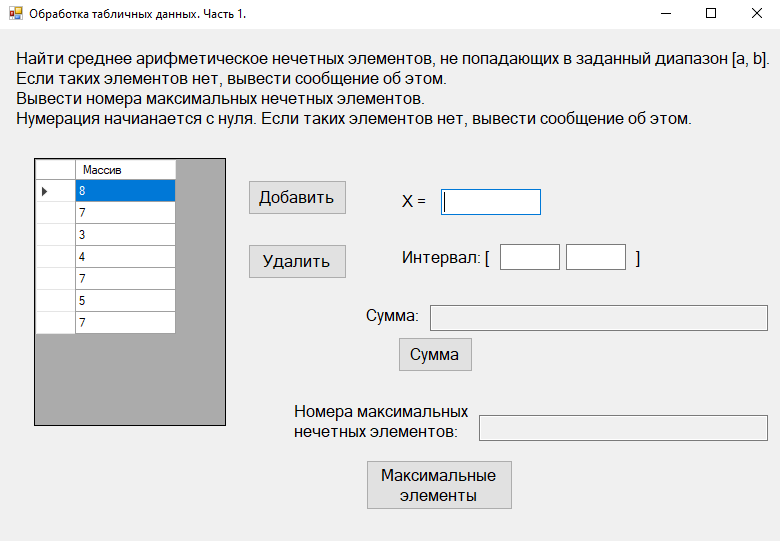 Обработка табличных данных. Часть 1.
Найти среднее арифметическое нечетных элементов, не попадающих в заданный диапазон [a, b].
Если таких элементов нет, вывести сообщение об этом.
Вывести номера максимальных нечетных элементов.
Нумерация начианается с нуля. Если таких элементов нет, вывести сообщение об этом.
Массив
8
7
3
4
7
5
7
Добавить
X =
Удалить
Интервал: [ ]
Сумма:
Сумма
Номера максимальных
нечетных элементов:
Максимальные
элементы